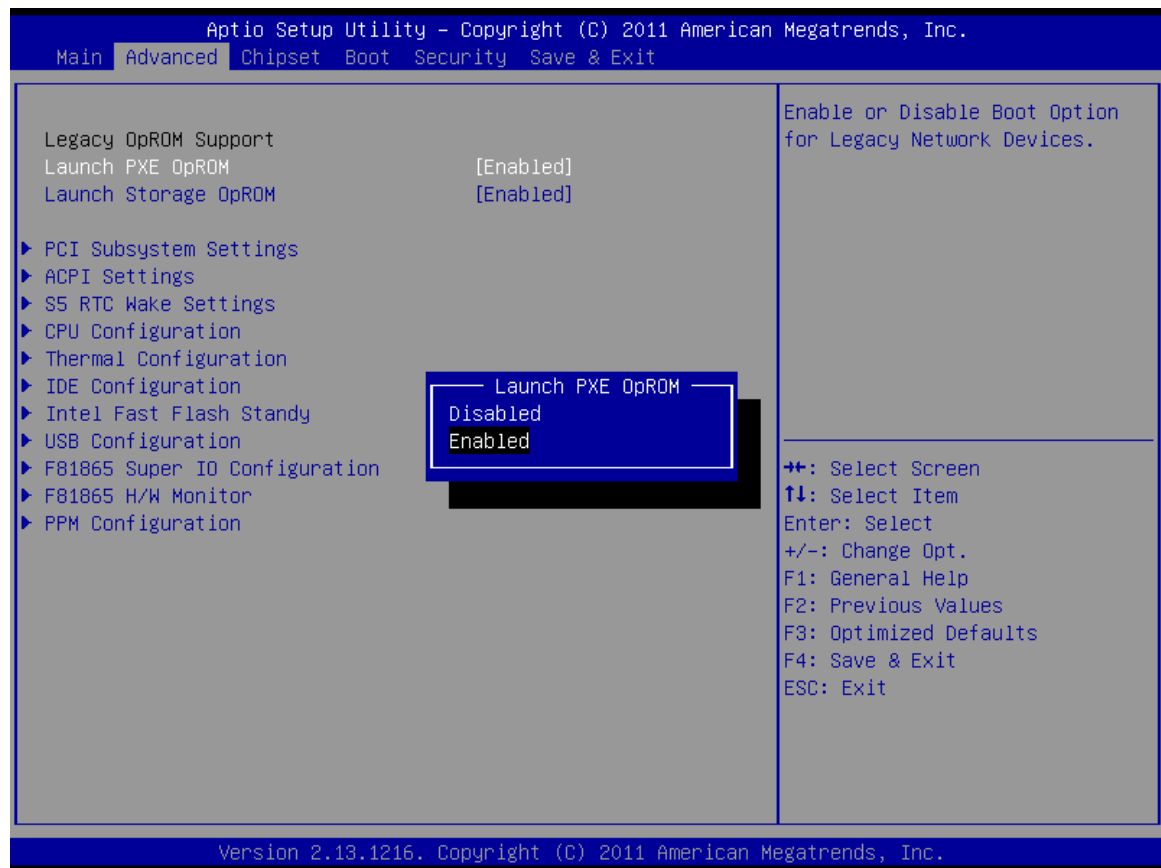 Aptio Setup Utility – Copyright (C) 2011 American Megatrends, Inc.
Main Advanced Chipset Boot Security Save & Exit
Legacy OpROM Support
Launch PXE OpROM [Enabled]
Launch Storage OpROM [Enabled]
PCI Subsystem Settings
ACPI Settings
S5 RTC Wake Settings
CPU Configuration
Thermal Configuration
IDE Configuration
Intel Fast Flash Standy
USB Configuration
F81865 Super IO Configuration
F81865 H/W Monitor
PPM Configuration
Launch PXE OpROM
Disabled
Enabled
Enable or Disable Boot Option
for Legacy Network Devices.
→←: Select Screen
↑↓: Select Item
Enter: Select
+/-: Change Opt.
F1: General Help
F2: Previous Values
F3: Optimized Defaults
F4: Save & Exit
ESC: Exit
Version 2.13.1216. Copyright (C) 2011 American Megatrends, Inc.